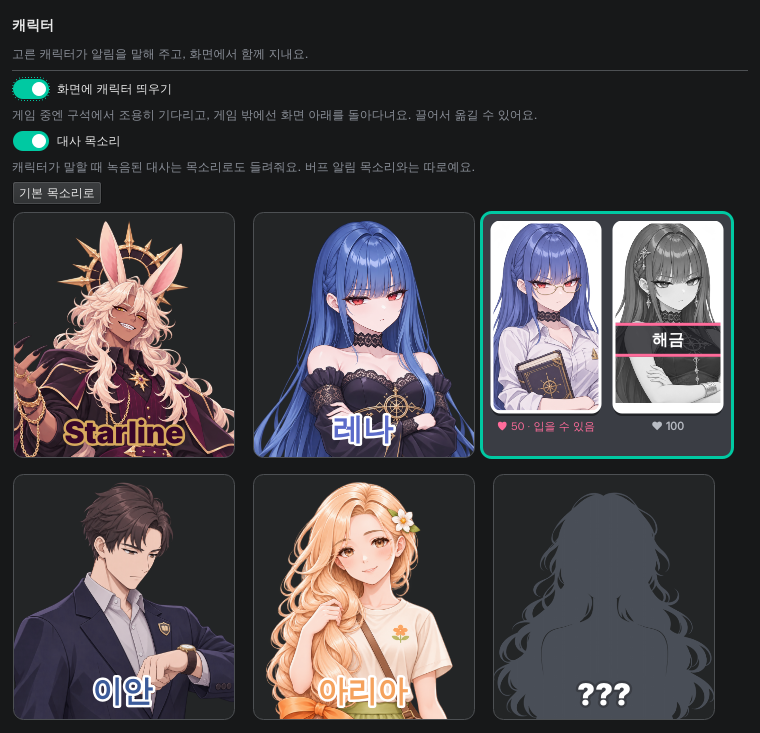 캐릭터
고른 캐릭터가 알림을 말해 주고, 화면에서 함께 지내요.
화면에 캐릭터 띄우기
게임 중엔 구석에서 조용히 기다리고, 게임 밖에선 화면 아래를 돌아다녀요. 끌어서 옮길 수 있어요.
대사 목소리
캐릭터가 말할 때 녹음된 대사는 목소리로도 들려줘요. 버프 알림 목소리와는 따로예요.
기본 목소리로
Starline
레나
해금
♥ 50 · 입을 수 있음
♥ 100
이안
아리아
???